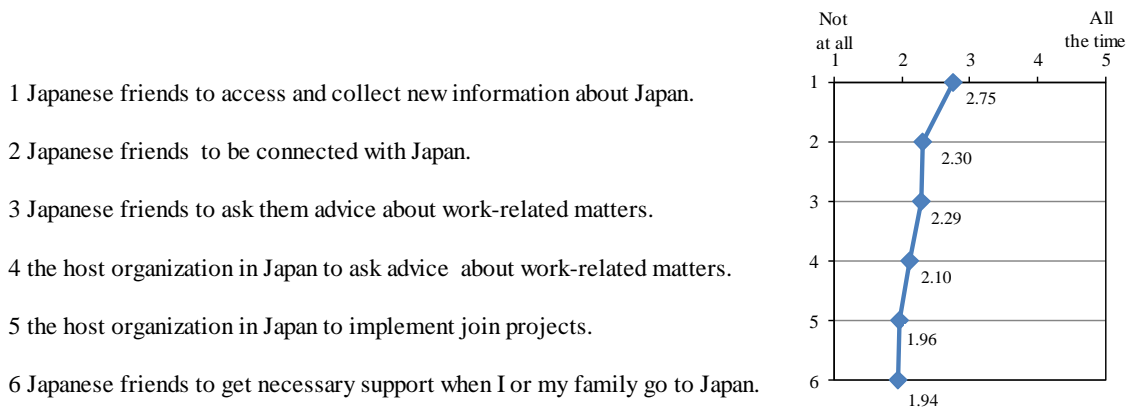 Not
at all
All
the time
1 2 3 4 5
1 Japanese friends to access and collect new information about Japan.
1
2.75
2 Japanese friends to be connected with Japan.
2
2.30
3 Japanese friends to ask them advice about work-related matters.
3
2.29
4 the host organization in Japan to ask advice about work-related matters.
4
2.10
5 the host organization in Japan to implement join projects.
5
1.96
6 Japanese friends to get necessary support when I or my family go to Japan.
6
1.94